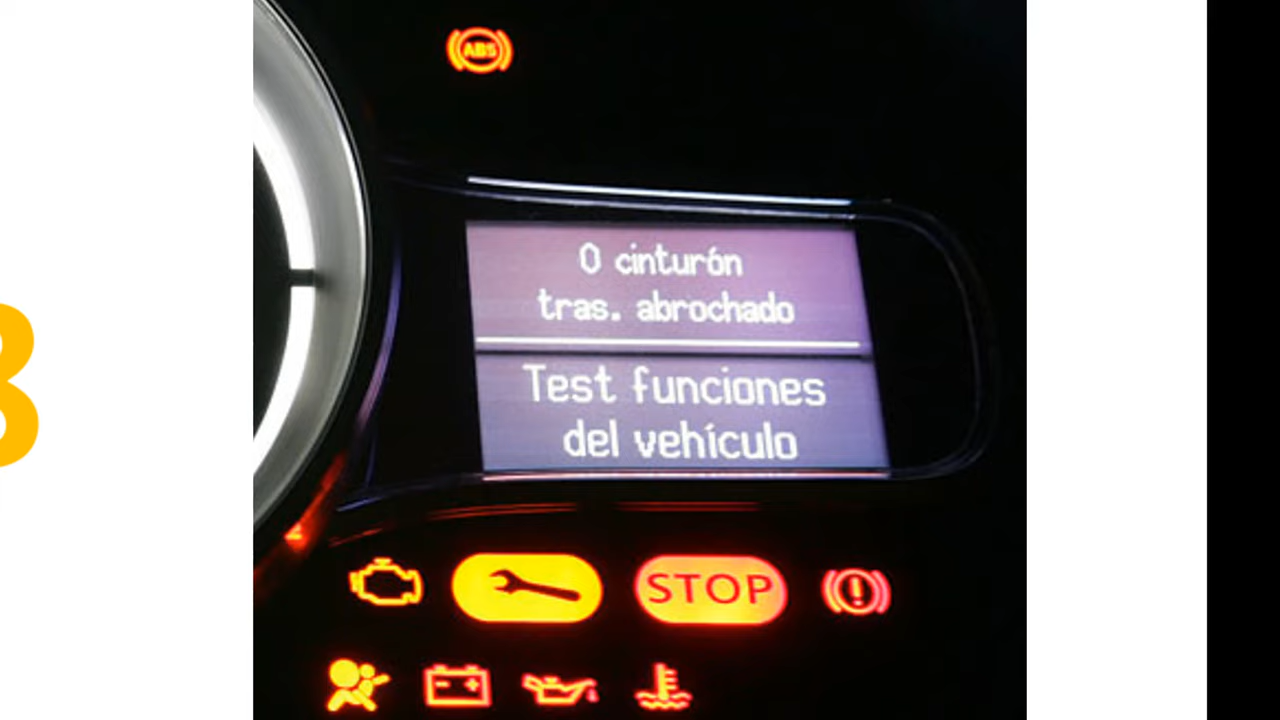 ABS
0 cinturón
tras. abrochado
Test funciones
del vehículo
STOP